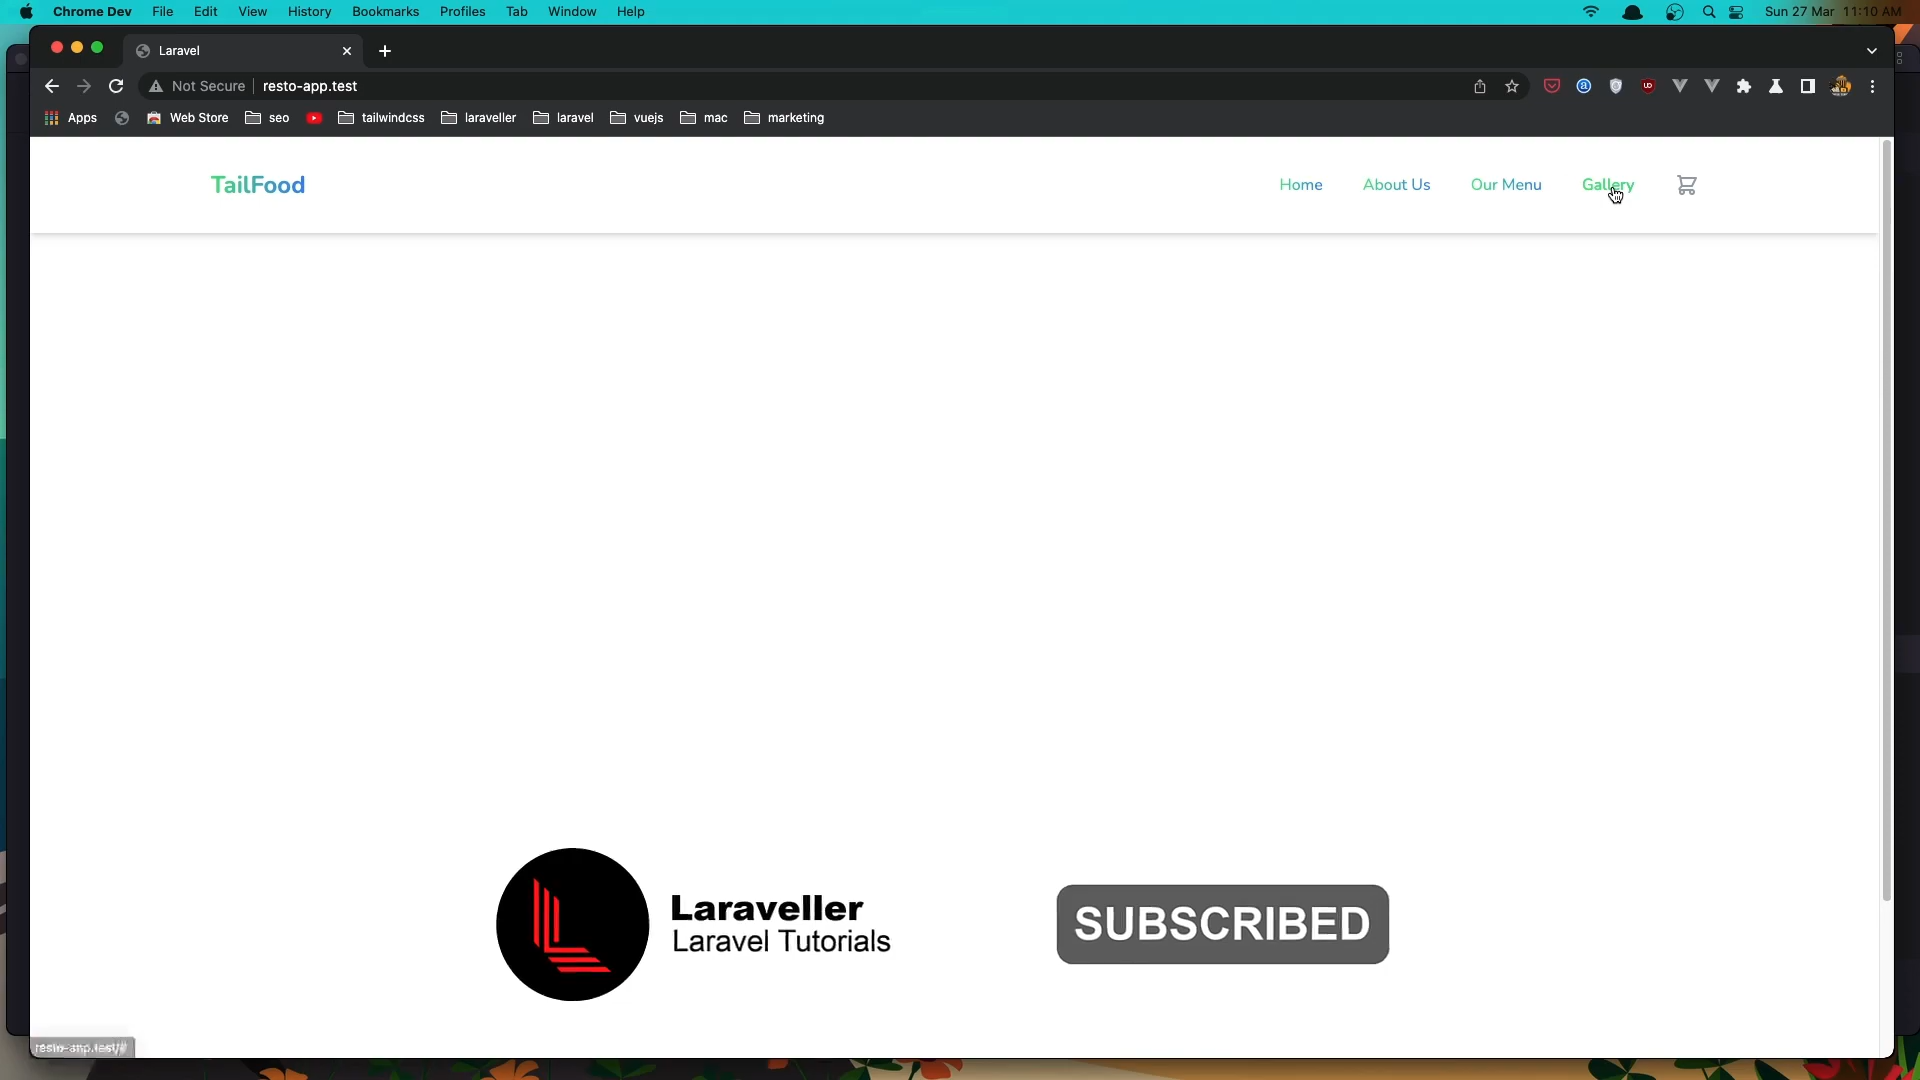 Chrome Dev File Edit View History Bookmarks Profiles Tab Window Help Sun 27 Mar 11:10 AM
Laravel
Not Secure resto-app.test
Apps Web Store seo tailwindcss laraveller laravel vuejs mac marketing
TailFood Home About Us Our Menu Gallery
Laraveller
Laravel Tutorials
SUBSCRIBED